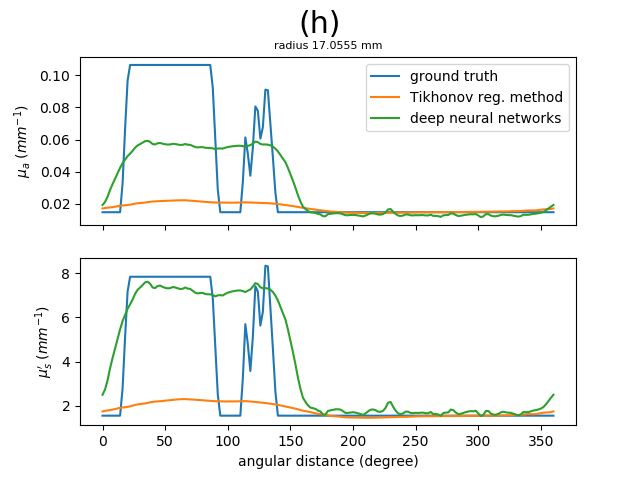 (h)
radius 17.0555 mm
0.10
0.08
0.06
0.04
0.02
μa (mm⁻¹)
ground truth
Tikhonov reg. method
deep neural networks
8
6
4
2
μ′s (mm⁻¹)
0 50 100 150 200 250 300 350
angular distance (degree)